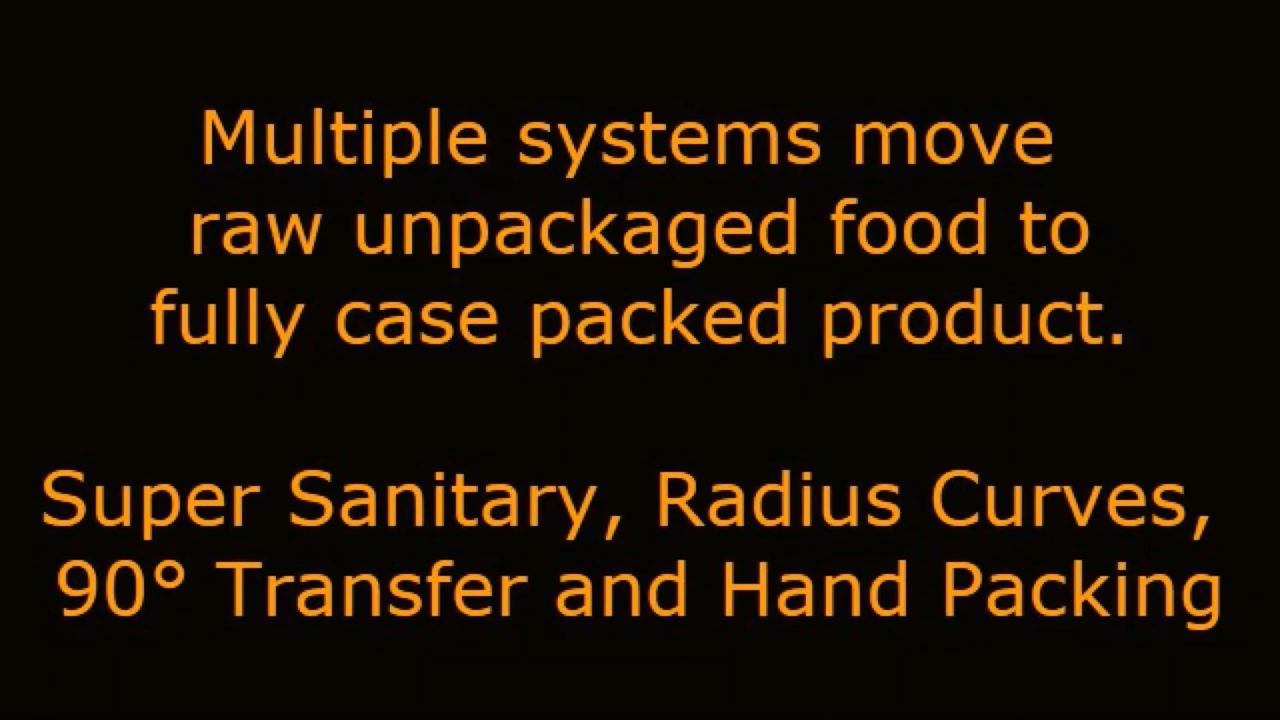 Multiple systems move
raw unpackaged food to
fully case packed product.
Super Sanitary, Radius Curves,
90° Transfer and Hand Packing